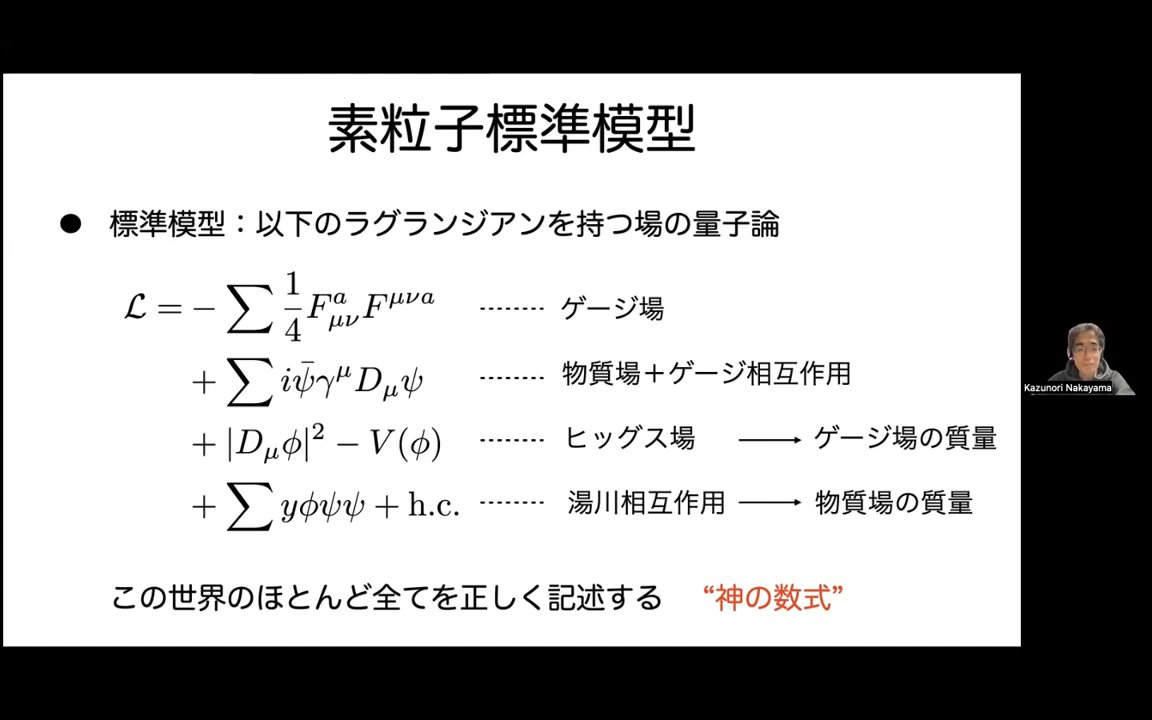 素粒子標準模型
● 標準模型：以下のラグランジアンを持つ場の量子論
ℒ = − ∑ 1/4 F^a_{μν} F^{μνa} ┈┈ ゲージ場
+ ∑ iψ̄γ^μ D_μ ψ ┈┈ 物質場＋ゲージ相互作用
+ |D_μ ϕ|² − V(ϕ) ┈┈ ヒッグス場 ⟶ ゲージ場の質量
+ ∑ yϕψψ + h.c. ┈┈ 湯川相互作用 ⟶ 物質場の質量
この世界のほとんど全てを正しく記述する “神の数式”
Kazunori Nakayama